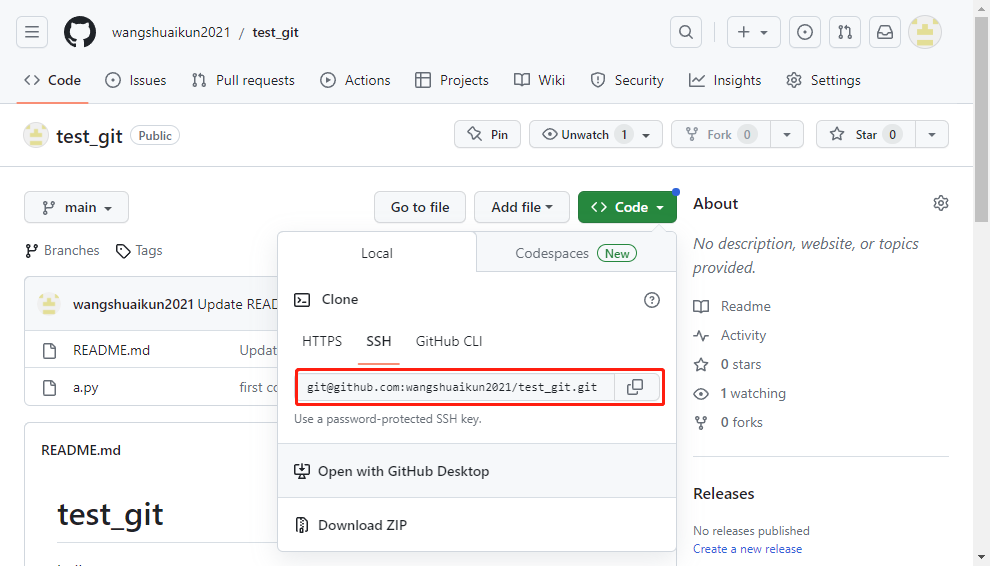 wangshuaikun2021 / test_git
Code Issues Pull requests Actions Projects Wiki Security Insights Settings
test_git Public Pin Unwatch 1 Fork 0 Star 0
main Go to file Add file Code
Branches Tags
wangshuaikun2021 Update READ
README.md Updat
a.py first co
README.md
test_git
Local Codespaces New
Clone
HTTPS SSH GitHub CLI
git@github.com:wangshuaikun2021/test_git.git
Use a password-protected SSH key.
Open with GitHub Desktop
Download ZIP
About
No description, website, or topics
provided.
Readme
Activity
0 stars
1 watching
0 forks
Releases
No releases published
Create a new release